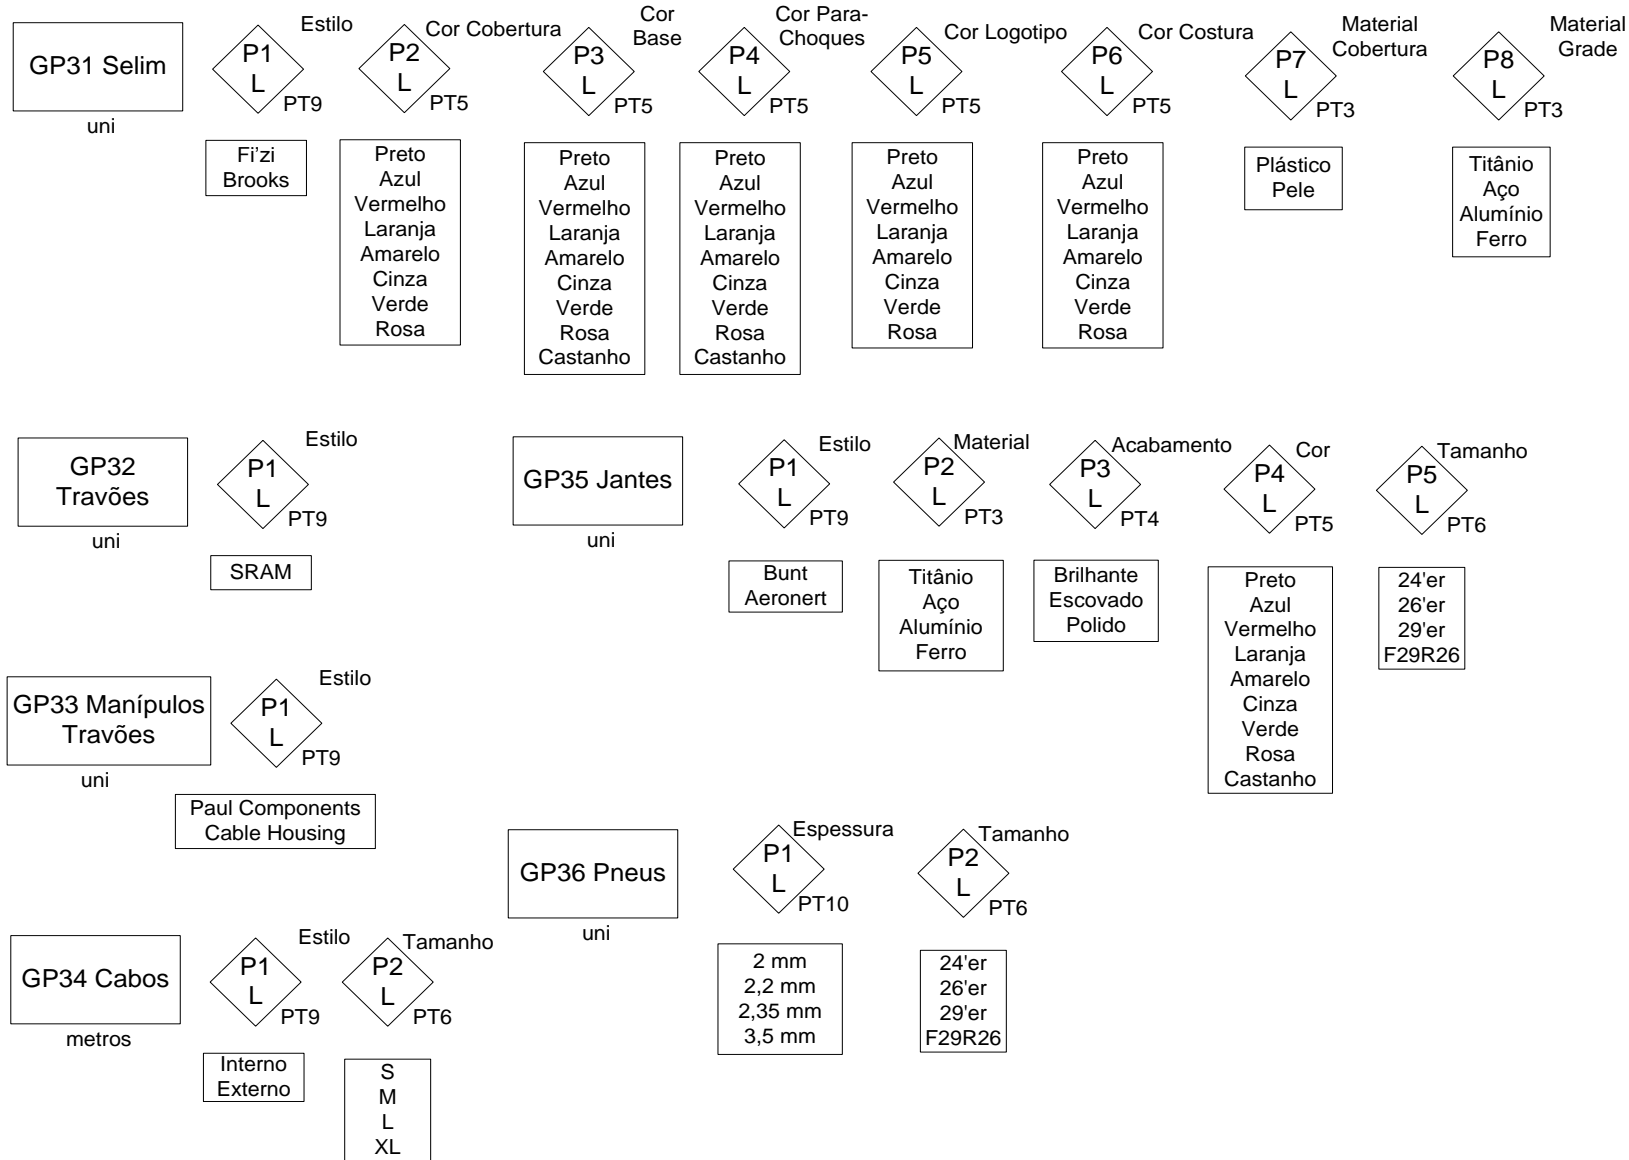 GP31 Selim
uni
P1
L
Estilo
PT9
Fi’zi
Brooks
P2
L
Cor Cobertura
PT5
Preto
Azul
Vermelho
Laranja
Amarelo
Cinza
Verde
Rosa
P3
L
Cor
Base
PT5
Preto
Azul
Vermelho
Laranja
Amarelo
Cinza
Verde
Rosa
Castanho
P4
L
Cor Para-
Choques
PT5
Preto
Azul
Vermelho
Laranja
Amarelo
Cinza
Verde
Rosa
Castanho
P5
L
Cor Logotipo
PT5
Preto
Azul
Vermelho
Laranja
Amarelo
Cinza
Verde
Rosa
P6
L
Cor Costura
PT5
Preto
Azul
Vermelho
Laranja
Amarelo
Cinza
Verde
Rosa
P7
L
Material
Cobertura
PT3
Plástico
Pele
P8
L
Material
Grade
PT3
Titânio
Aço
Alumínio
Ferro
GP32
Travões
uni
P1
L
Estilo
PT9
SRAM
GP33 Manípulos
Travões
uni
P1
L
Estilo
PT9
Paul Components
Cable Housing
GP34 Cabos
metros
P1
L
Estilo
PT9
Interno
Externo
P2
L
Tamanho
PT6
S
M
L
XL
GP35 Jantes
uni
P1
L
Estilo
PT9
Bunt
Aeronert
P2
L
Material
PT3
Titânio
Aço
Alumínio
Ferro
P3
L
Acabamento
PT4
Brilhante
Escovado
Polido
P4
L
Cor
PT5
Preto
Azul
Vermelho
Laranja
Amarelo
Cinza
Verde
Rosa
Castanho
P5
L
Tamanho
PT6
24'er
26'er
29'er
F29R26
GP36 Pneus
uni
P1
L
Espessura
PT10
2 mm
2,2 mm
2,35 mm
3,5 mm
P2
L
Tamanho
PT6
24'er
26'er
29'er
F29R26